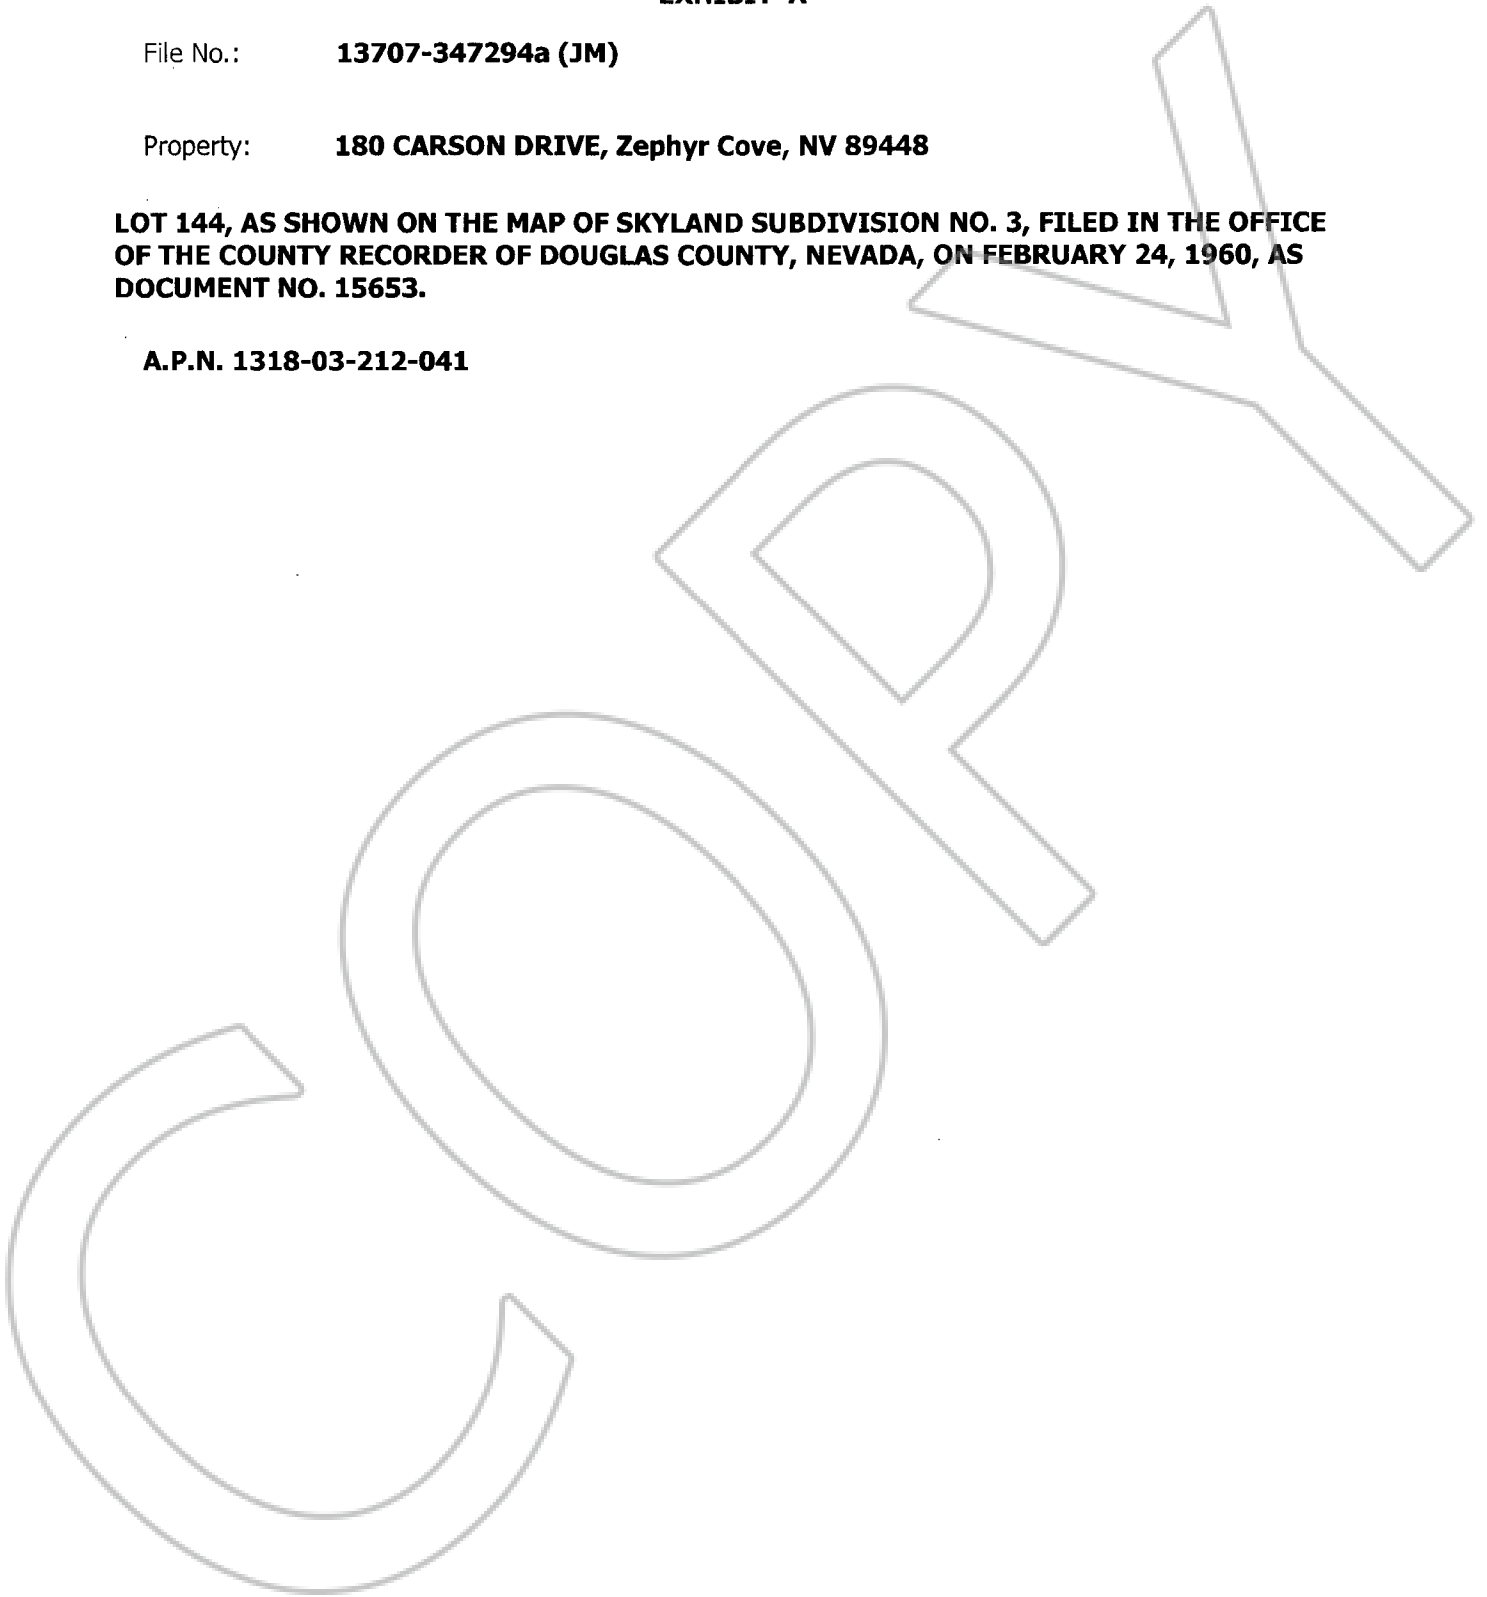 EXHIBIT "A"
File No.: 13707-347294a (JM)
Property: 180 CARSON DRIVE, Zephyr Cove, NV 89448
LOT 144, AS SHOWN ON THE MAP OF SKYLAND SUBDIVISION NO. 3, FILED IN THE OFFICE
OF THE COUNTY RECORDER OF DOUGLAS COUNTY, NEVADA, ON FEBRUARY 24, 1960, AS
DOCUMENT NO. 15653.
A.P.N. 1318-03-212-041
COPY